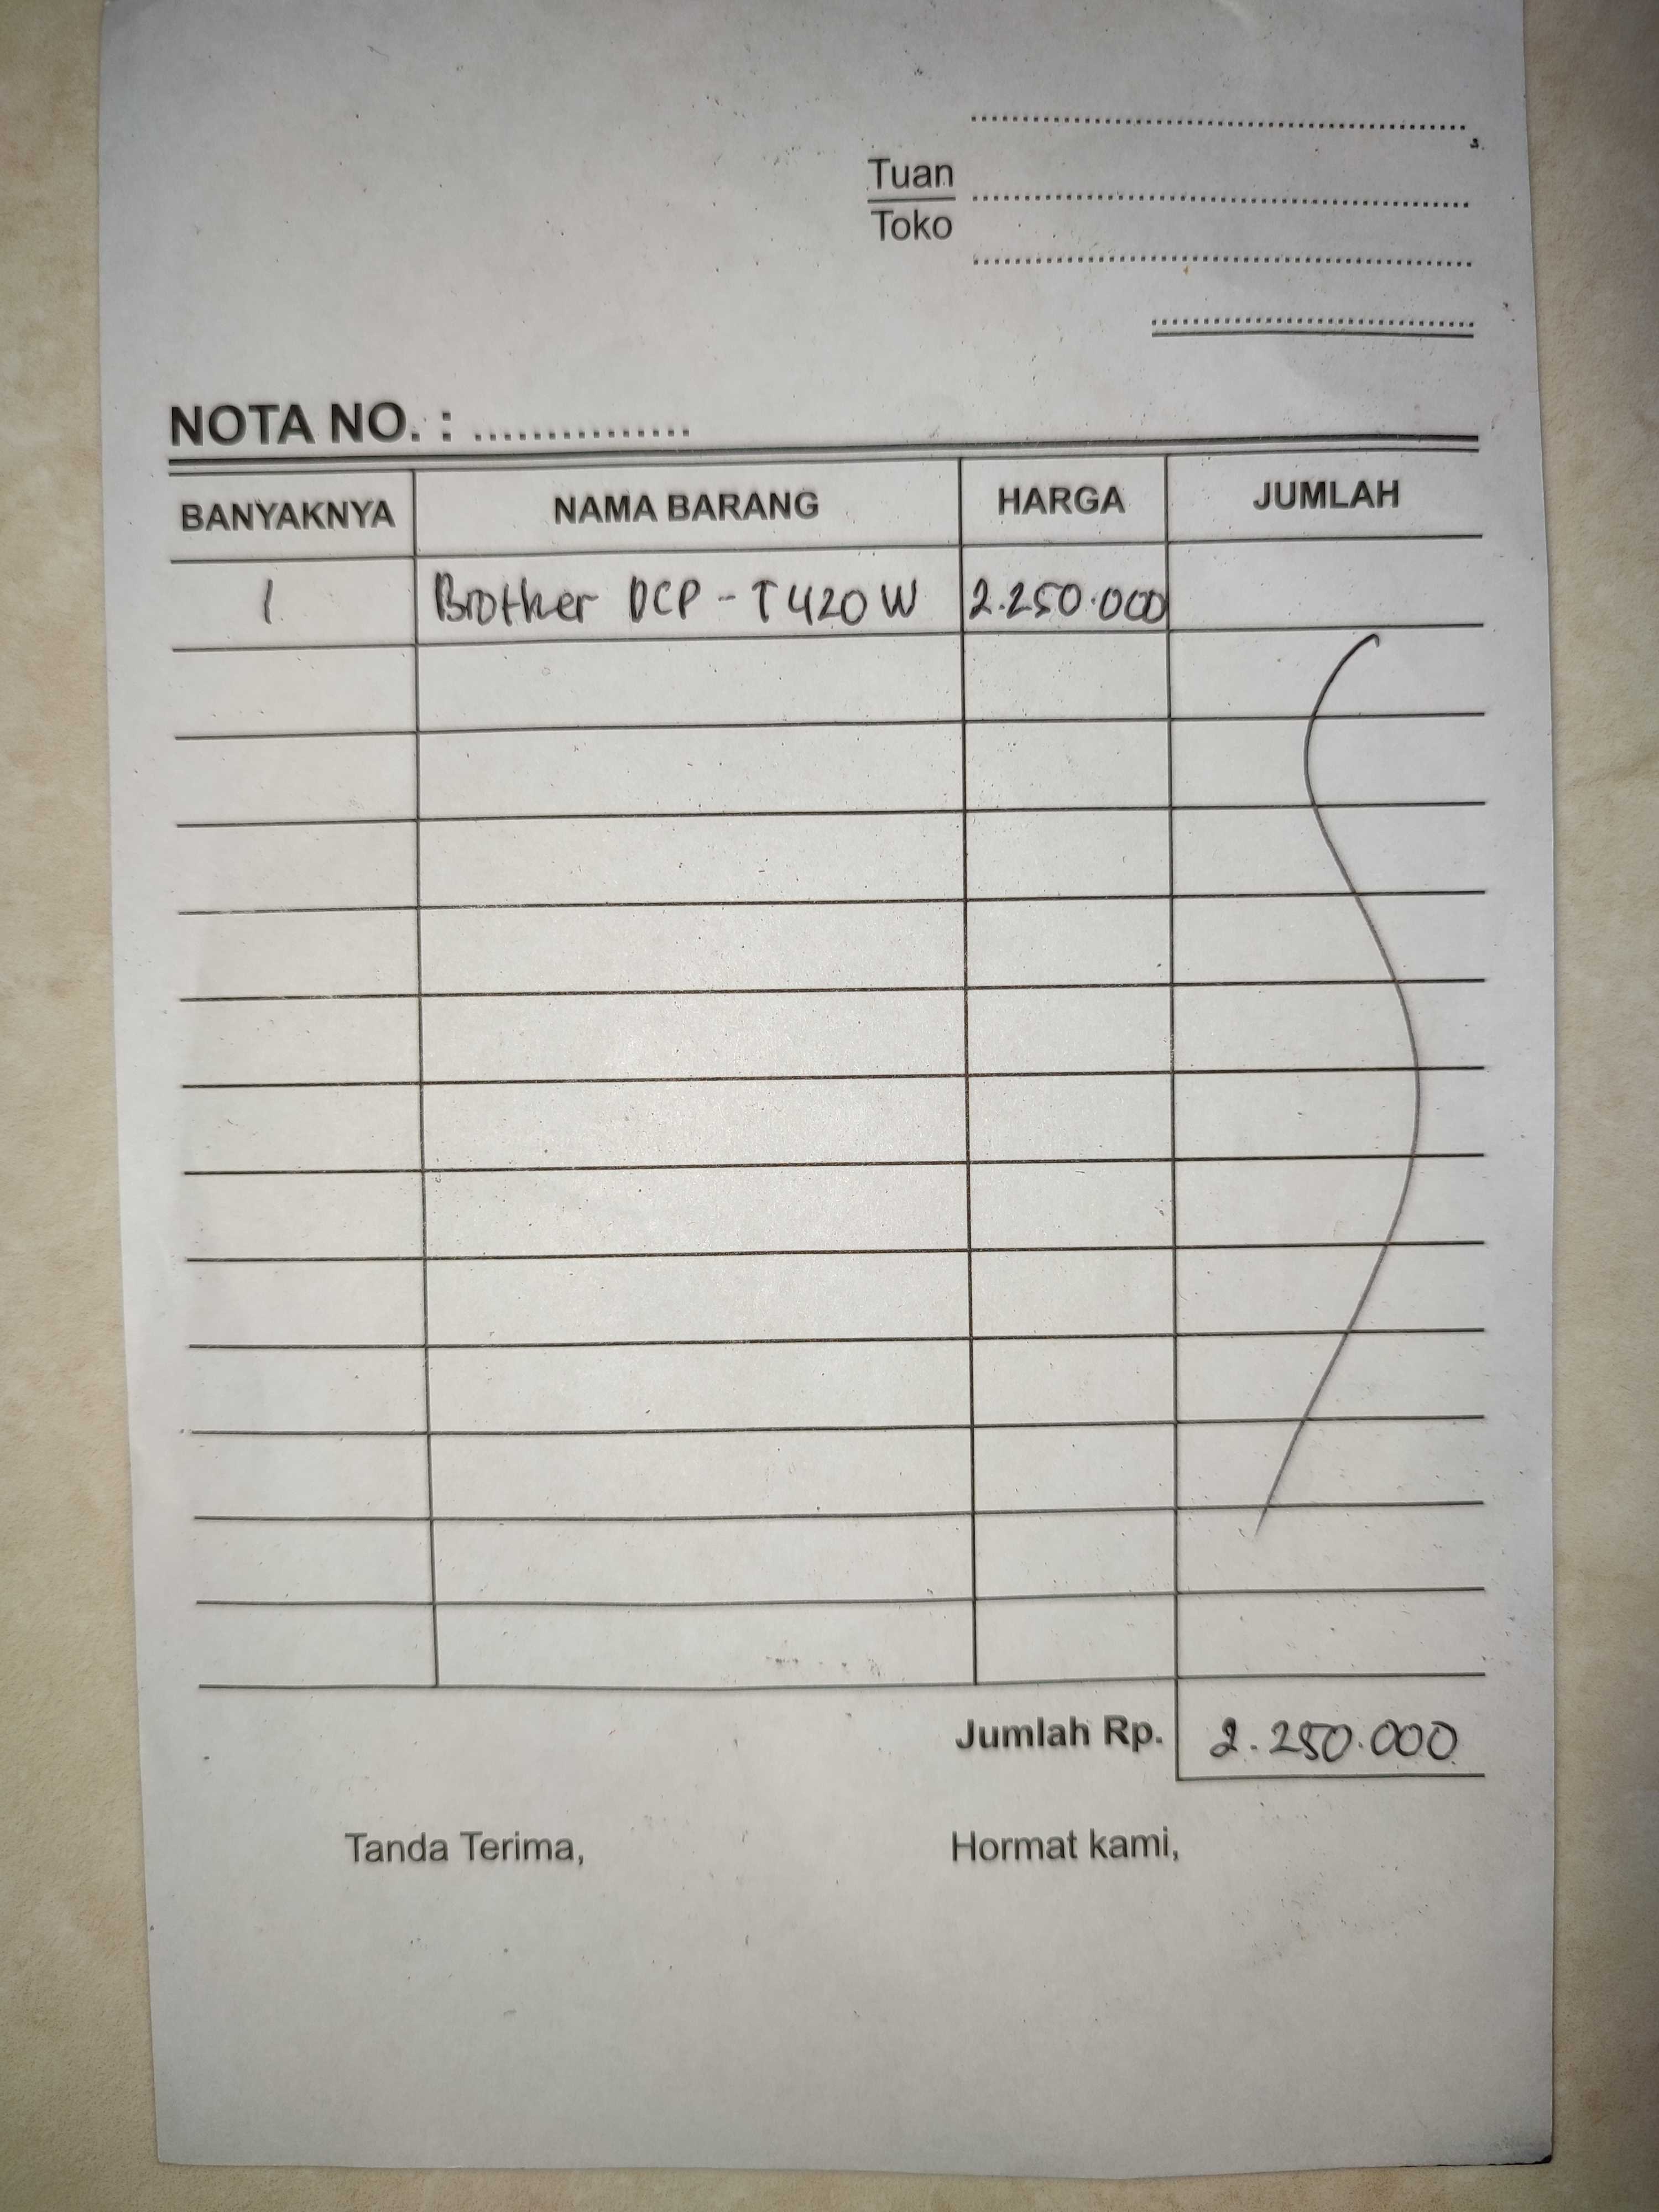 Tuan
Toko
NOTA NO. : ...............
BANYAKNYA NAMA BARANG HARGA JUMLAH
1 Brother DCP - T420W 2.250.000
Jumlah Rp. 2.250.000
Tanda Terima, Hormat kami,